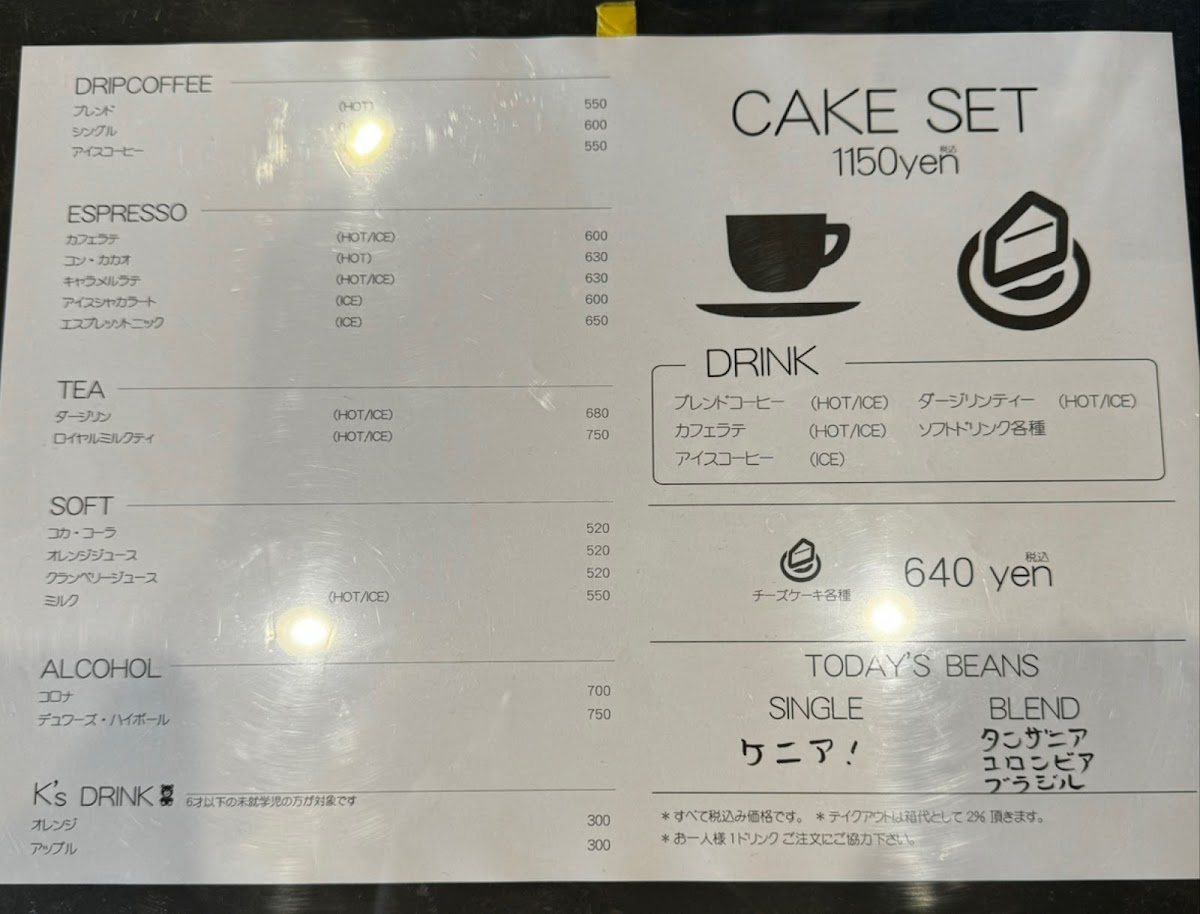 DRIPCOFFEE
ブレンド (HOT) 550
シングル 600
アイスコーヒー 550
ESPRESSO
カフェラテ (HOT/ICE) 600
コン・カカオ (HOT) 630
キャラメルラテ (HOT/ICE) 630
アイスシャカラート (ICE) 600
エスプレッソトニック (ICE) 650
TEA
ダージリン (HOT/ICE) 680
ロイヤルミルクティ (HOT/ICE) 750
SOFT
コカ・コーラ 520
オレンジジュース 520
クランベリージュース 520
ミルク (HOT/ICE) 550
ALCOHOL
コロナ 700
デュワーズ・ハイボール 750
K's DRINK 6才以下の未就学児の方が対象です
オレンジ 300
アップル 300
CAKE SET
1150yen 税込
DRINK
ブレンドコーヒー (HOT/ICE) ダージリンティー (HOT/ICE)
カフェラテ (HOT/ICE) ソフトドリンク各種
アイスコーヒー (ICE)
チーズケーキ各種 640 yen 税込
TODAY'S BEANS
SINGLE BLEND
ケニア! タンザニア
コロンビア
ブラジル
*すべて税込み価格です。 *テイクアウトは箱代として2% 頂きます。
*お一人様1ドリンクご注文にご協力下さい。